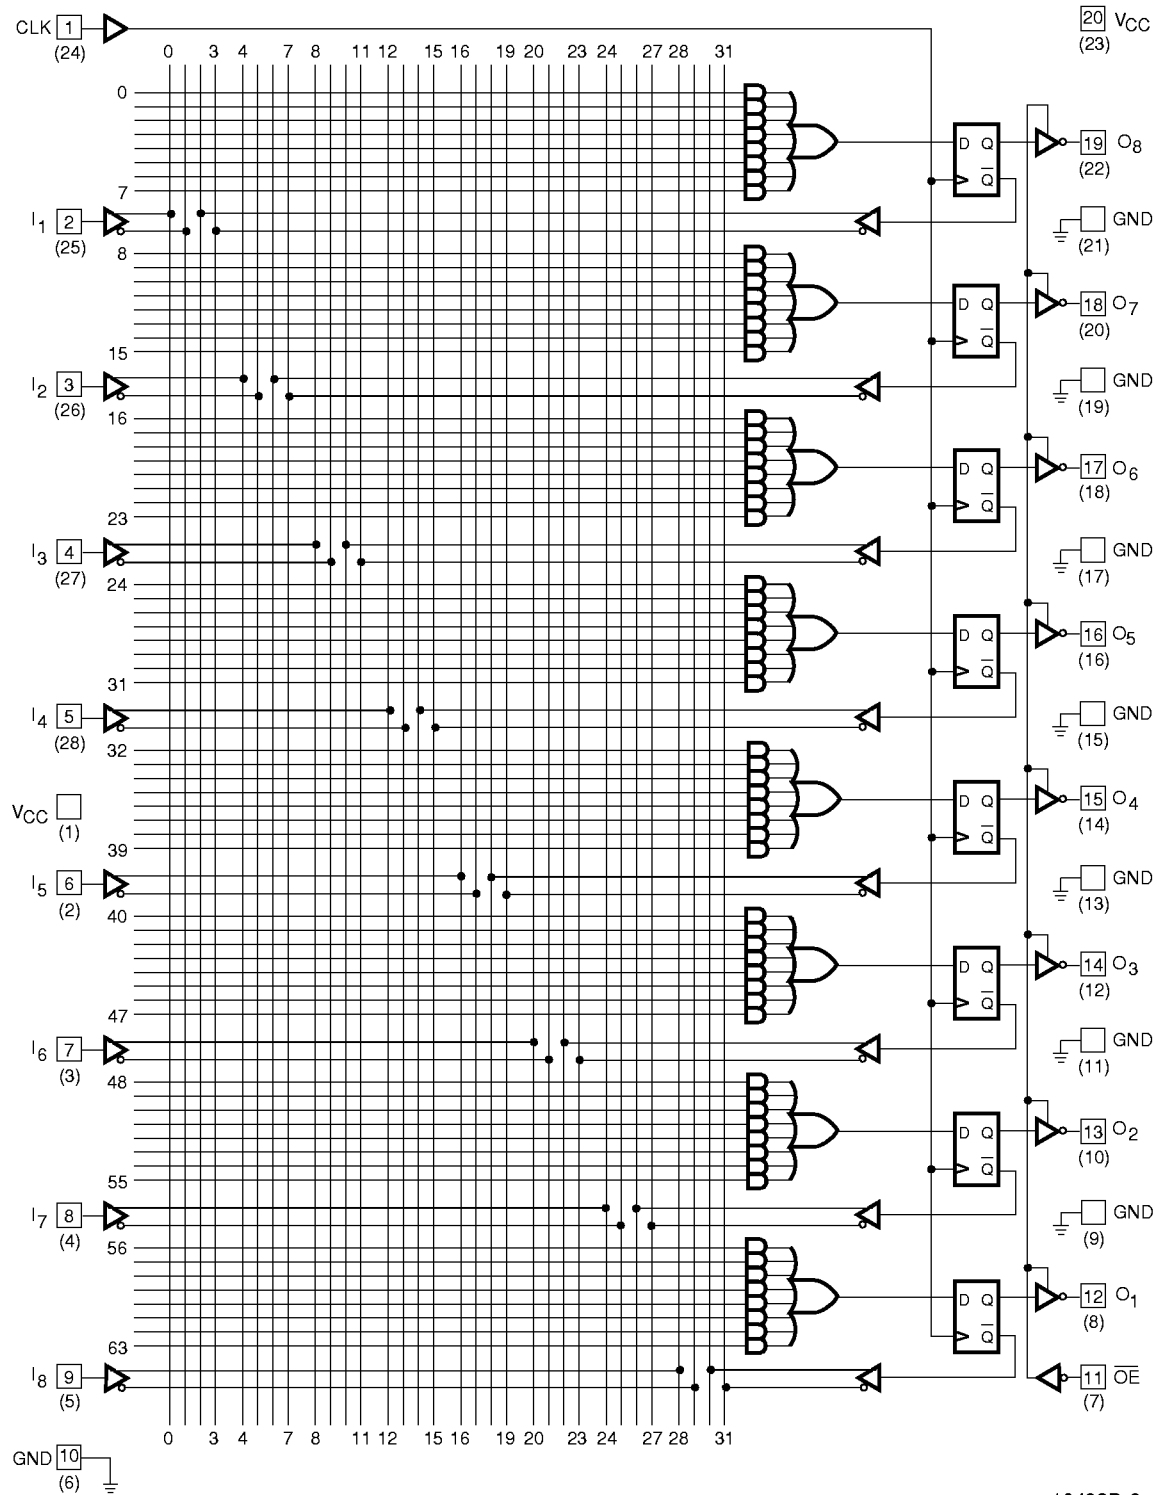 CLK 1 (24)
20 VCC (23)
0 3 4 7 8 11 12 15 16 19 20 23 24 27 28 31
0
D Q 19 O8
(22)
7
Q
I1 2 (25)
GND (21)
8
D Q 18 O7
(20)
15
Q
I2 3 (26)
GND (19)
16
D Q 17 O6
(18)
23
Q
I3 4 (27)
GND (17)
24
D Q 16 O5
(16)
31
Q
I4 5 (28)
GND (15)
32
D Q 15 O4
(14)
VCC (1)
39
Q
I5 6 (2)
GND (13)
40
D Q 14 O3
(12)
47
Q
I6 7 (3)
GND (11)
48
D Q 13 O2
(10)
55
Q
I7 8 (4)
GND (9)
56
D Q 12 O1
(8)
63
Q
I8 9 (5)
11 OE (7)
0 3 4 7 8 11 12 15 16 19 20 23 24 27 28 31
GND 10 (6)